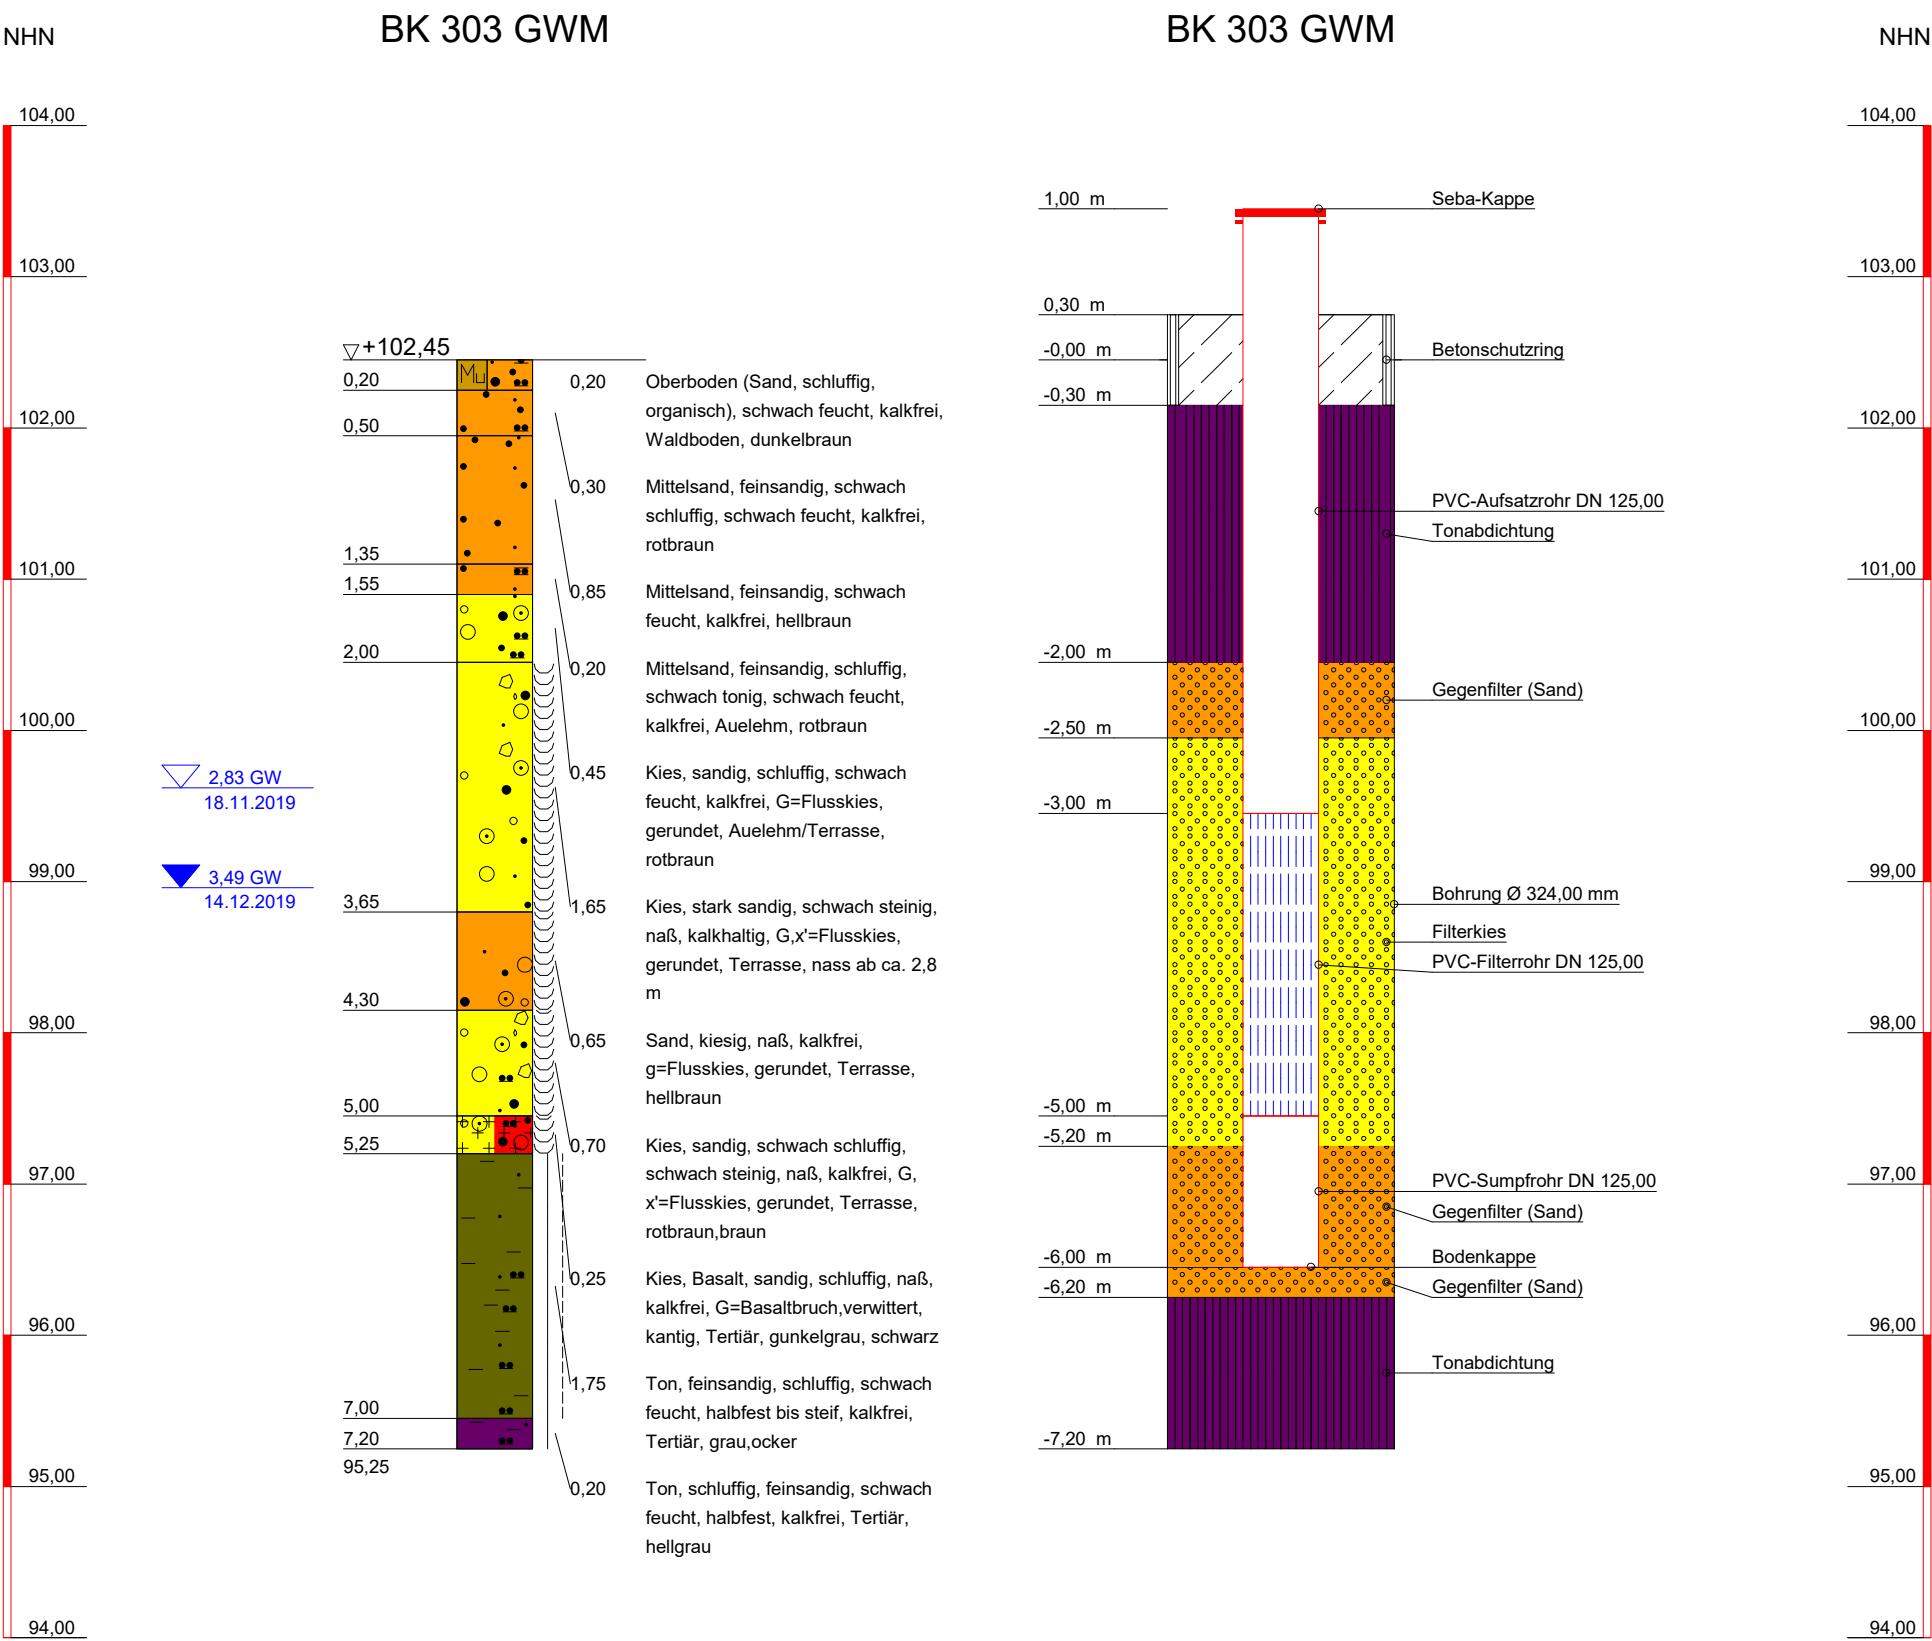 BK 303 GWM
BK 303 GWM
NHN
NHN
104,00
103,00
102,00
101,00
100,00
99,00
98,00
97,00
96,00
95,00
94,00
2,83 GW
18.11.2019
3,49 GW
14.12.2019
+102,45
0,20
0,50
1,35
1,55
2,00
3,65
4,30
5,00
5,25
7,00
7,20
95,25
Mu
0,20 Oberboden (Sand, schluffig,
organisch), schwach feucht, kalkfrei,
Waldboden, dunkelbraun
0,30 Mittelsand, feinsandig, schwach
schluffig, schwach feucht, kalkfrei,
rotbraun
0,85 Mittelsand, feinsandig, schwach
feucht, kalkfrei, hellbraun
0,20 Mittelsand, feinsandig, schluffig,
schwach tonig, schwach feucht,
kalkfrei, Auelehm, rotbraun
0,45 Kies, sandig, schluffig, schwach
feucht, kalkfrei, G=Flusskies,
gerundet, Auelehm/Terrasse,
rotbraun
1,65 Kies, stark sandig, schwach steinig,
naß, kalkhaltig, G,x'=Flusskies,
gerundet, Terrasse, nass ab ca. 2,8
m
0,65 Sand, kiesig, naß, kalkfrei,
g=Flusskies, gerundet, Terrasse,
hellbraun
0,70 Kies, sandig, schwach schluffig,
schwach steinig, naß, kalkfrei, G,
x'=Flusskies, gerundet, Terrasse,
rotbraun,braun
0,25 Kies, Basalt, sandig, schluffig, naß,
kalkfrei, G=Basaltbruch,verwittert,
kantig, Tertiär, gunkelgrau, schwarz
1,75 Ton, feinsandig, schluffig, schwach
feucht, halbfest bis steif, kalkfrei,
Tertiär, grau,ocker
0,20 Ton, schluffig, feinsandig, schwach
feucht, halbfest, kalkfrei, Tertiär,
hellgrau
1,00 m
0,30 m
-0,00 m
-0,30 m
-2,00 m
-2,50 m
-3,00 m
-5,00 m
-5,20 m
-6,00 m
-6,20 m
-7,20 m
Seba-Kappe
Betonschutzring
PVC-Aufsatzrohr DN 125,00
Tonabdichtung
Gegenfilter (Sand)
Bohrung Ø 324,00 mm
Filterkies
PVC-Filterrohr DN 125,00
PVC-Sumpfrohr DN 125,00
Gegenfilter (Sand)
Bodenkappe
Gegenfilter (Sand)
Tonabdichtung
104,00
103,00
102,00
101,00
100,00
99,00
98,00
97,00
96,00
95,00
94,00